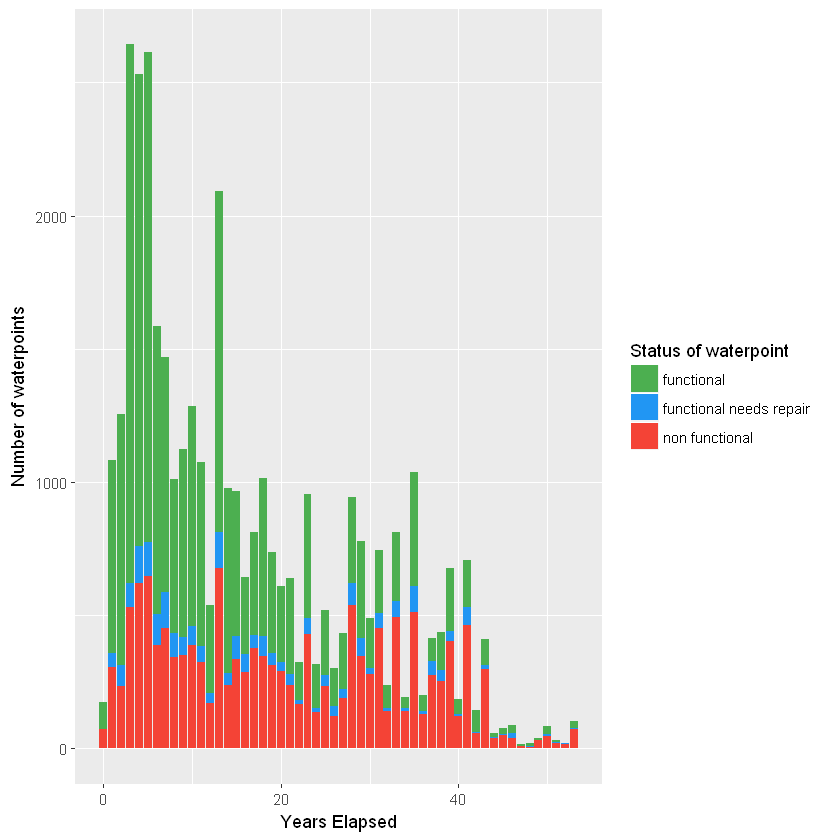 Number of waterpoints
2000
1000
0
0
20
40
Years Elapsed
Status of waterpoint
functional
functional needs repair
non functional